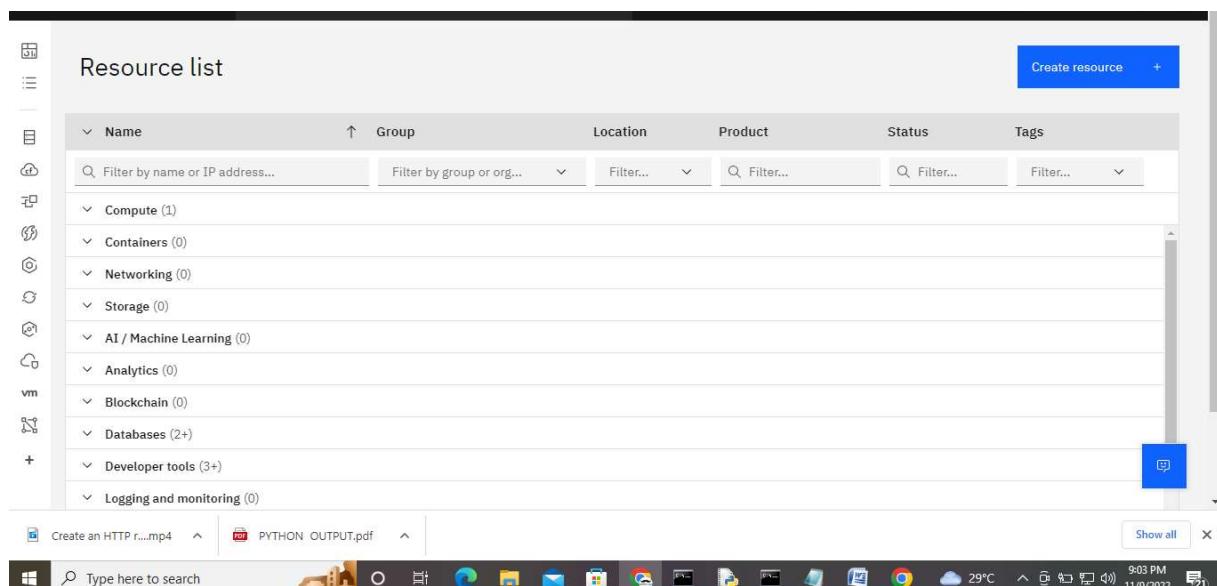 Resource list
Create resource +
Name Group Location Product Status Tags
Filter by name or IP address... Filter by group or org... Filter... Filter... Filter... Filter...
Compute (1)
Containers (0)
Networking (0)
Storage (0)
AI / Machine Learning (0)
Analytics (0)
vm
Blockchain (0)
Databases (2+)
Developer tools (3+)
Logging and monitoring (0)
Create an HTTP r....mp4 PYTHON OUTPUT.pdf Show all
Type here to search 29°C 9:03 PM
11/9/2022